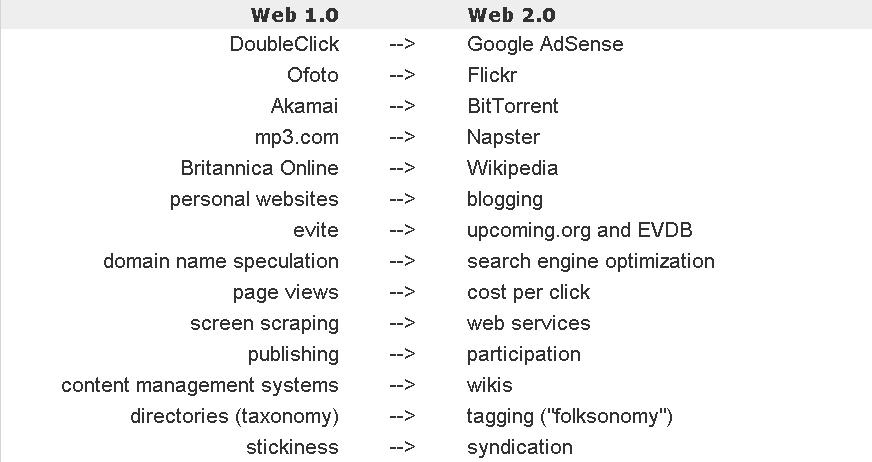 Web 1.0 Web 2.0
DoubleClick --> Google AdSense
Ofoto --> Flickr
Akamai --> BitTorrent
mp3.com --> Napster
Britannica Online --> Wikipedia
personal websites --> blogging
evite --> upcoming.org and EVDB
domain name speculation --> search engine optimization
page views --> cost per click
screen scraping --> web services
publishing --> participation
content management systems --> wikis
directories (taxonomy) --> tagging ("folksonomy")
stickiness --> syndication